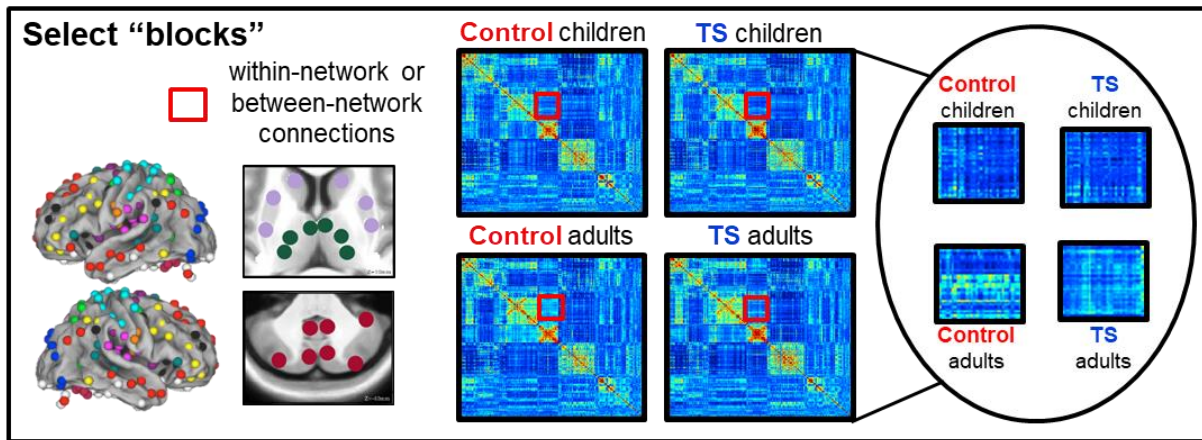 Select “blocks”
within-network or
between-network
connections
Control children
TS children
Control adults
TS adults
Control
children
TS
children
Control
adults
TS
adults